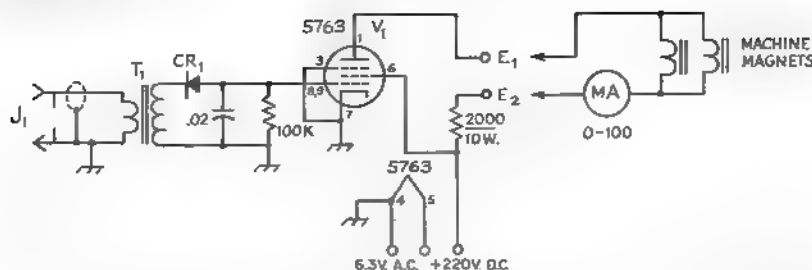 5763
V1
1
3
6
8,9
7
CR1
T1
J1
.02
100K
E1
E2
2000
10W.
MA
0-100
MACHINE
MAGNETS
5763
4
5
6.3V. A.C.
+220V. D.C.